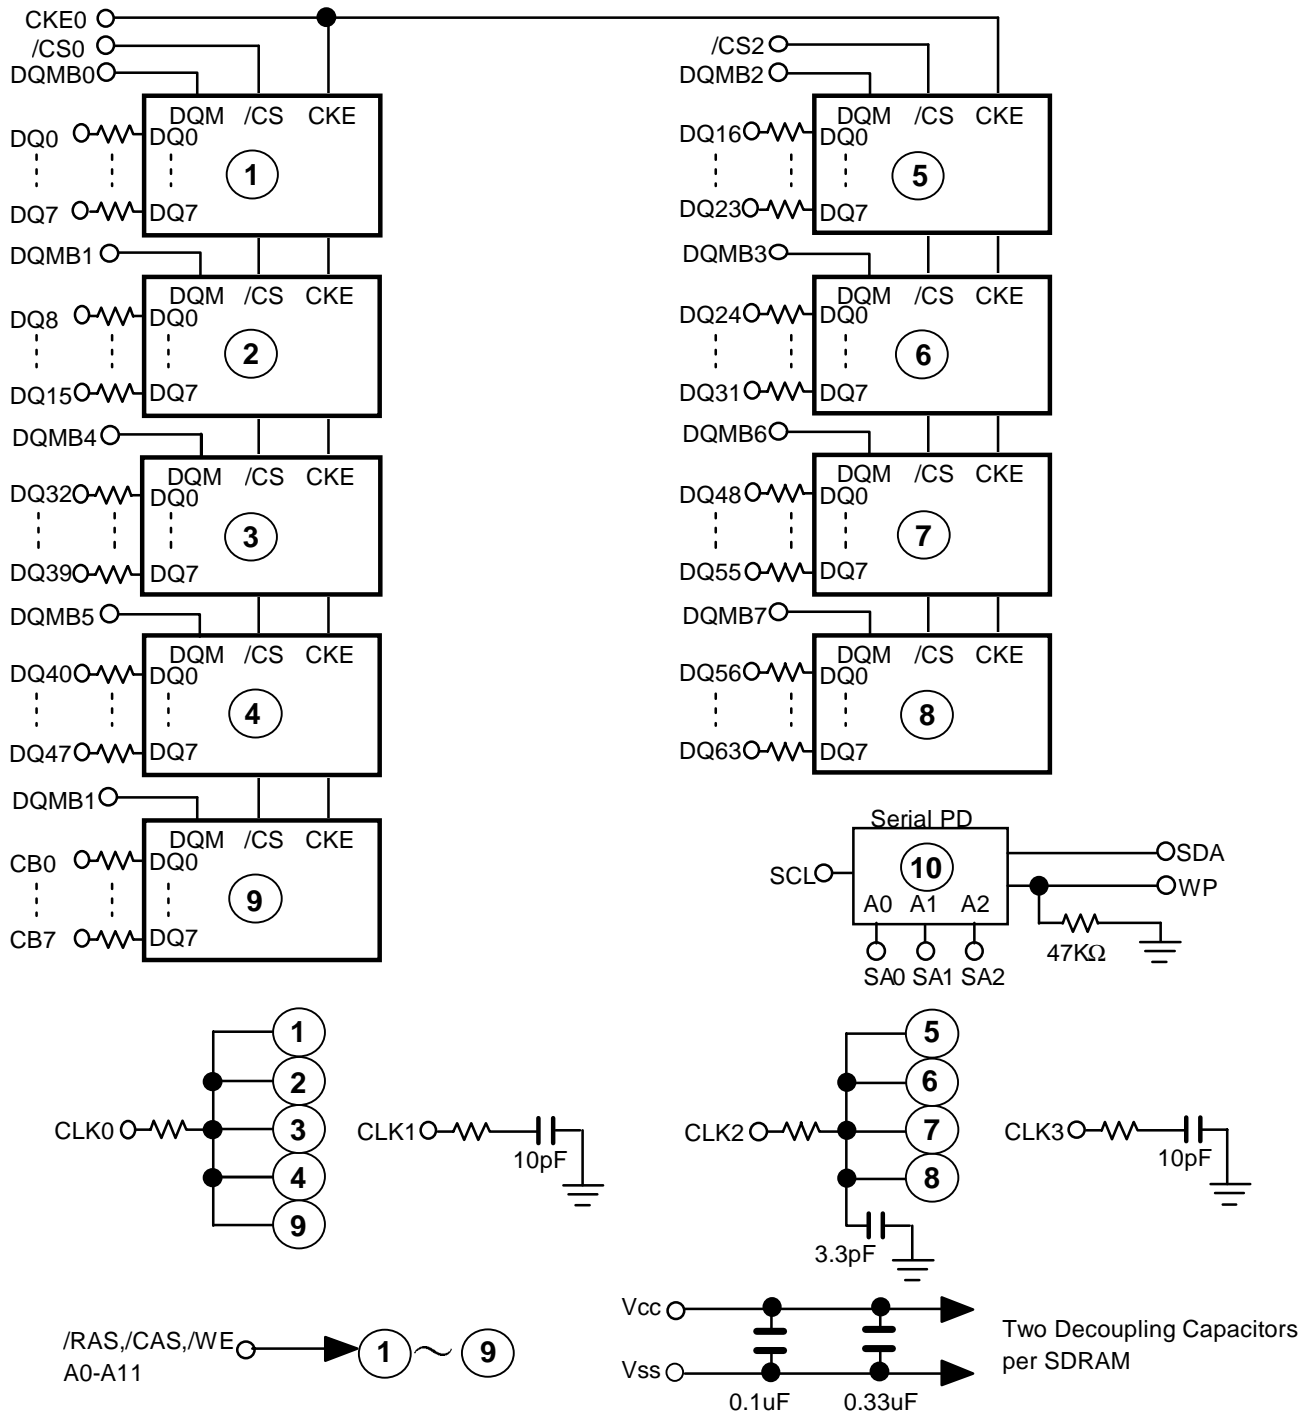 CKE0
/CS0
DQMB0
DQM /CS CKE
DQ0 DQ0
1
DQ7 DQ7
DQMB1
DQM /CS CKE
DQ8 DQ0
2
DQ15 DQ7
DQMB4
DQM /CS CKE
DQ32 DQ0
3
DQ39 DQ7
DQMB5
DQM /CS CKE
DQ40 DQ0
4
DQ47 DQ7
DQMB1
DQM /CS CKE
CB0 DQ0
9
CB7 DQ7
/CS2
DQMB2
DQM /CS CKE
DQ16 DQ0
5
DQ23 DQ7
DQMB3
DQM /CS CKE
DQ24 DQ0
6
DQ31 DQ7
DQMB6
DQM /CS CKE
DQ48 DQ0
7
DQ55 DQ7
DQMB7
DQM /CS CKE
DQ56 DQ0
8
DQ63 DQ7
Serial PD
SCL 10 SDA
WP
A0 A1 A2
SA0 SA1 SA2
47KΩ
CLK0
1
2
3
4
9
CLK1
10pF
CLK2
5
6
7
8
3.3pF
CLK3
10pF
/RAS,/CAS,/WE
A0-A11
1 ~ 9
Vcc
Vss
0.1uF 0.33uF
Two Decoupling Capacitors
per SDRAM